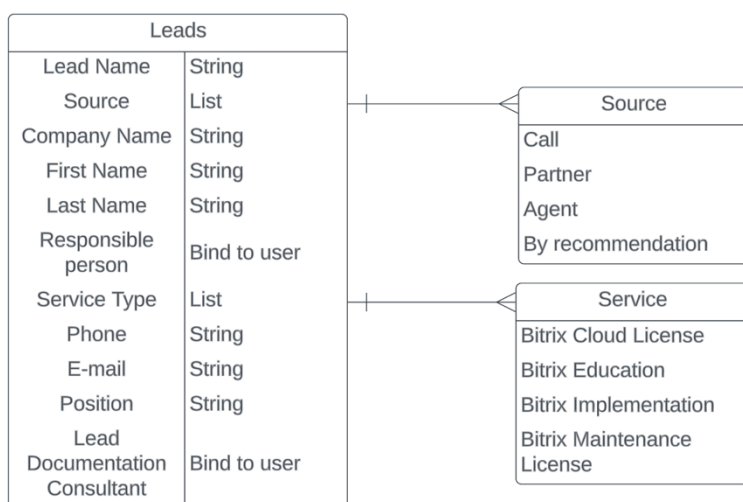 Leads
Lead Name String
Source List
Company Name String
First Name String
Last Name String
Responsible
person
Bind to user
Service Type List
Phone String
E-mail String
Position String
Lead
Documentation
Consultant
Bind to user
Source
Call
Partner
Agent
By recommendation
Service
Bitrix Cloud License
Bitrix Education
Bitrix Implementation
Bitrix Maintenance
License